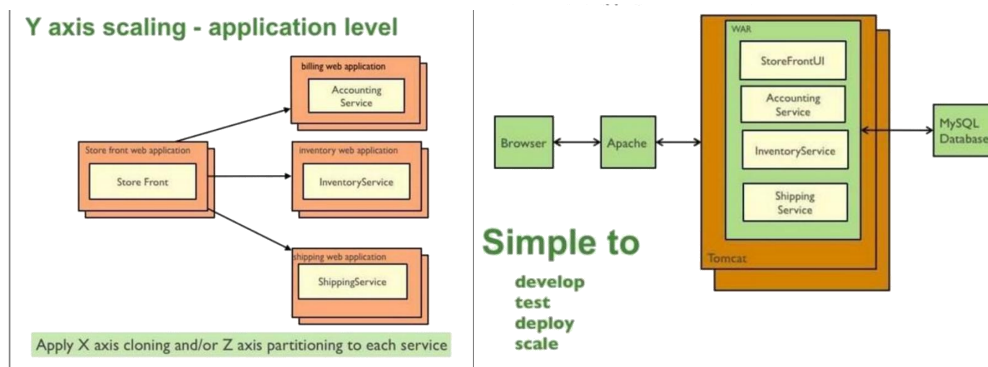 Y axis scaling - application level
billing web application
Accounting
Service
Store front web application
Store Front
inventory web application
InventoryService
shipping web application
ShippingService
Apply X axis cloning and/or Z axis partitioning to each service
WAR
StoreFrontUI
Accounting
Service
InventoryService
Shipping
Service
Browser
Apache
MySQL
Database
Tomcat
Simple to
develop
test
deploy
scale